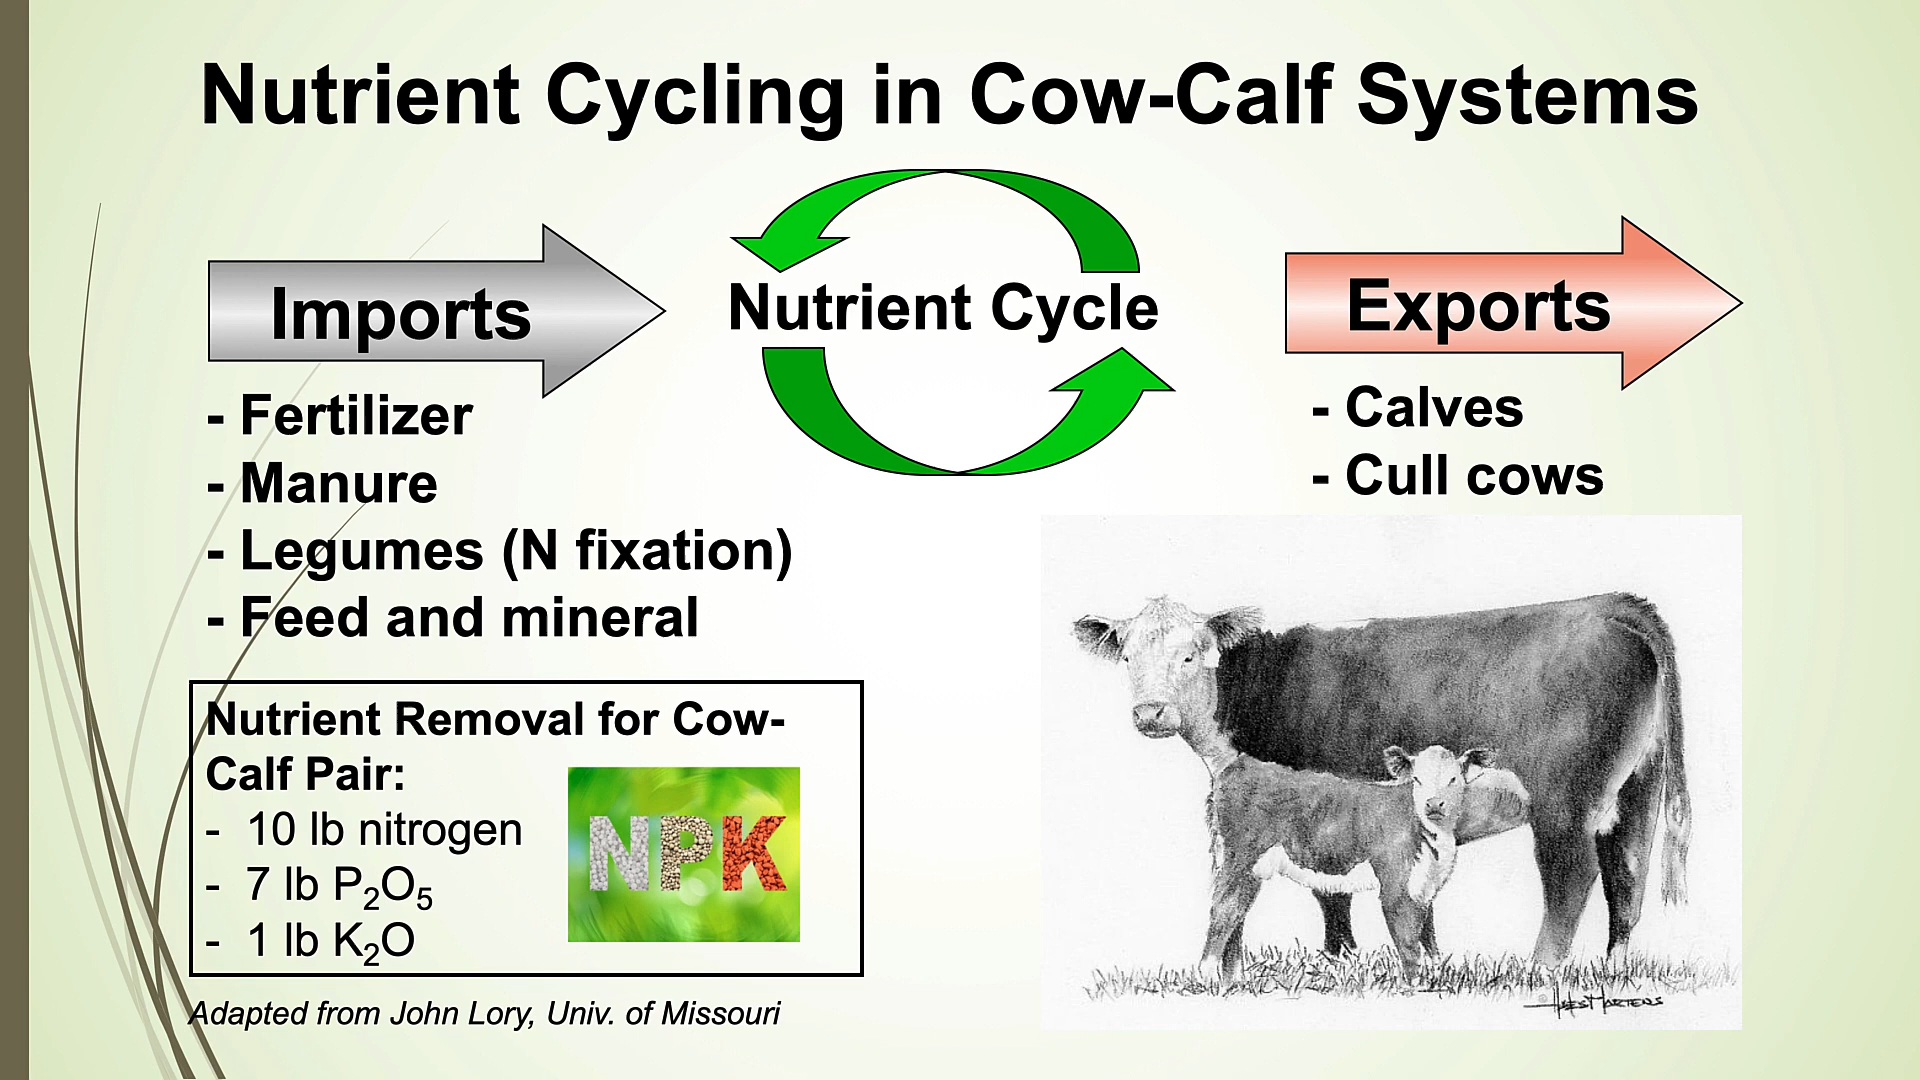 Nutrient Cycling in Cow-Calf Systems
Imports
- Fertilizer
- Manure
- Legumes (N fixation)
- Feed and mineral
Nutrient Cycle
Exports
- Calves
- Cull cows
Nutrient Removal for Cow-
Calf Pair:
- 10 lb nitrogen
- 7 lb P₂O₅
- 1 lb K₂O
NPK
Adapted from John Lory, Univ. of Missouri